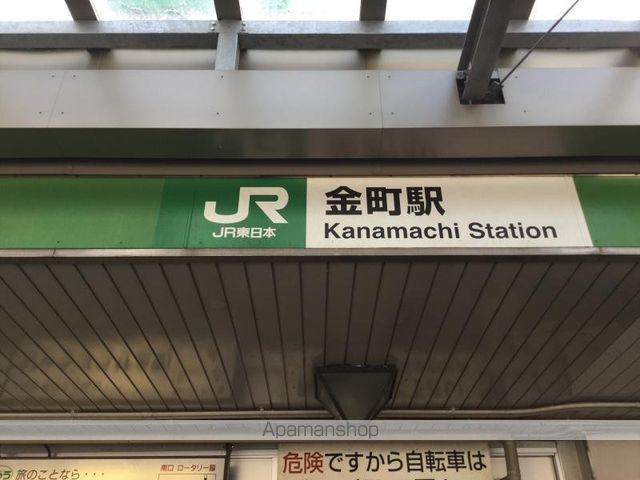 JR
JR東日本
金町駅
Kanamachi Station
Apamanshop
旅のことなら・・・
南口 ロータリー脇
危険ですから自転車は